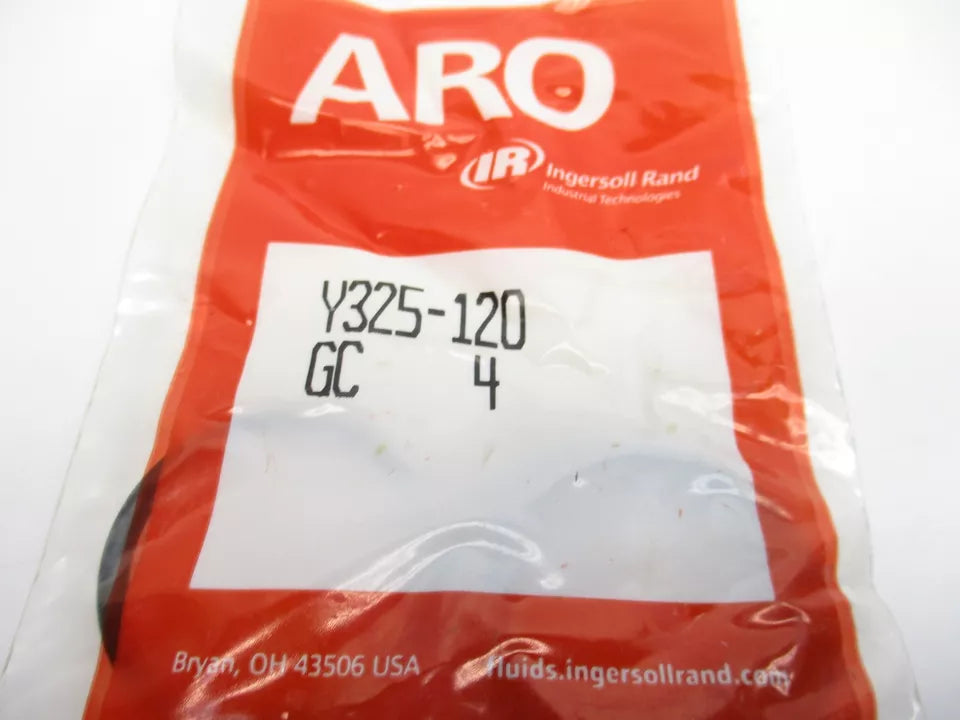 ARO
IR Ingersoll Rand
Industrial Technologies
Y325-120
GC 4
Bryan, OH 43506 USA fluids.ingersollrand.com